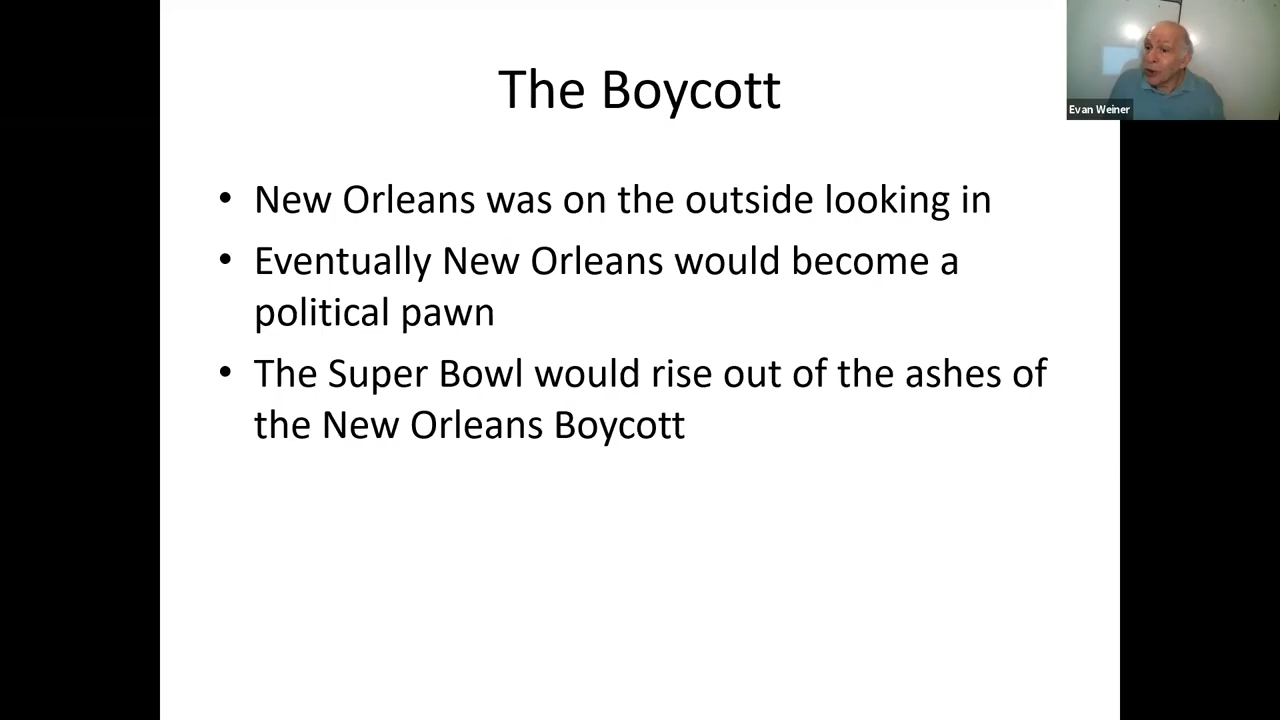 The Boycott
Evan Weiner
• New Orleans was on the outside looking in
• Eventually New Orleans would become a
political pawn
• The Super Bowl would rise out of the ashes of
the New Orleans Boycott